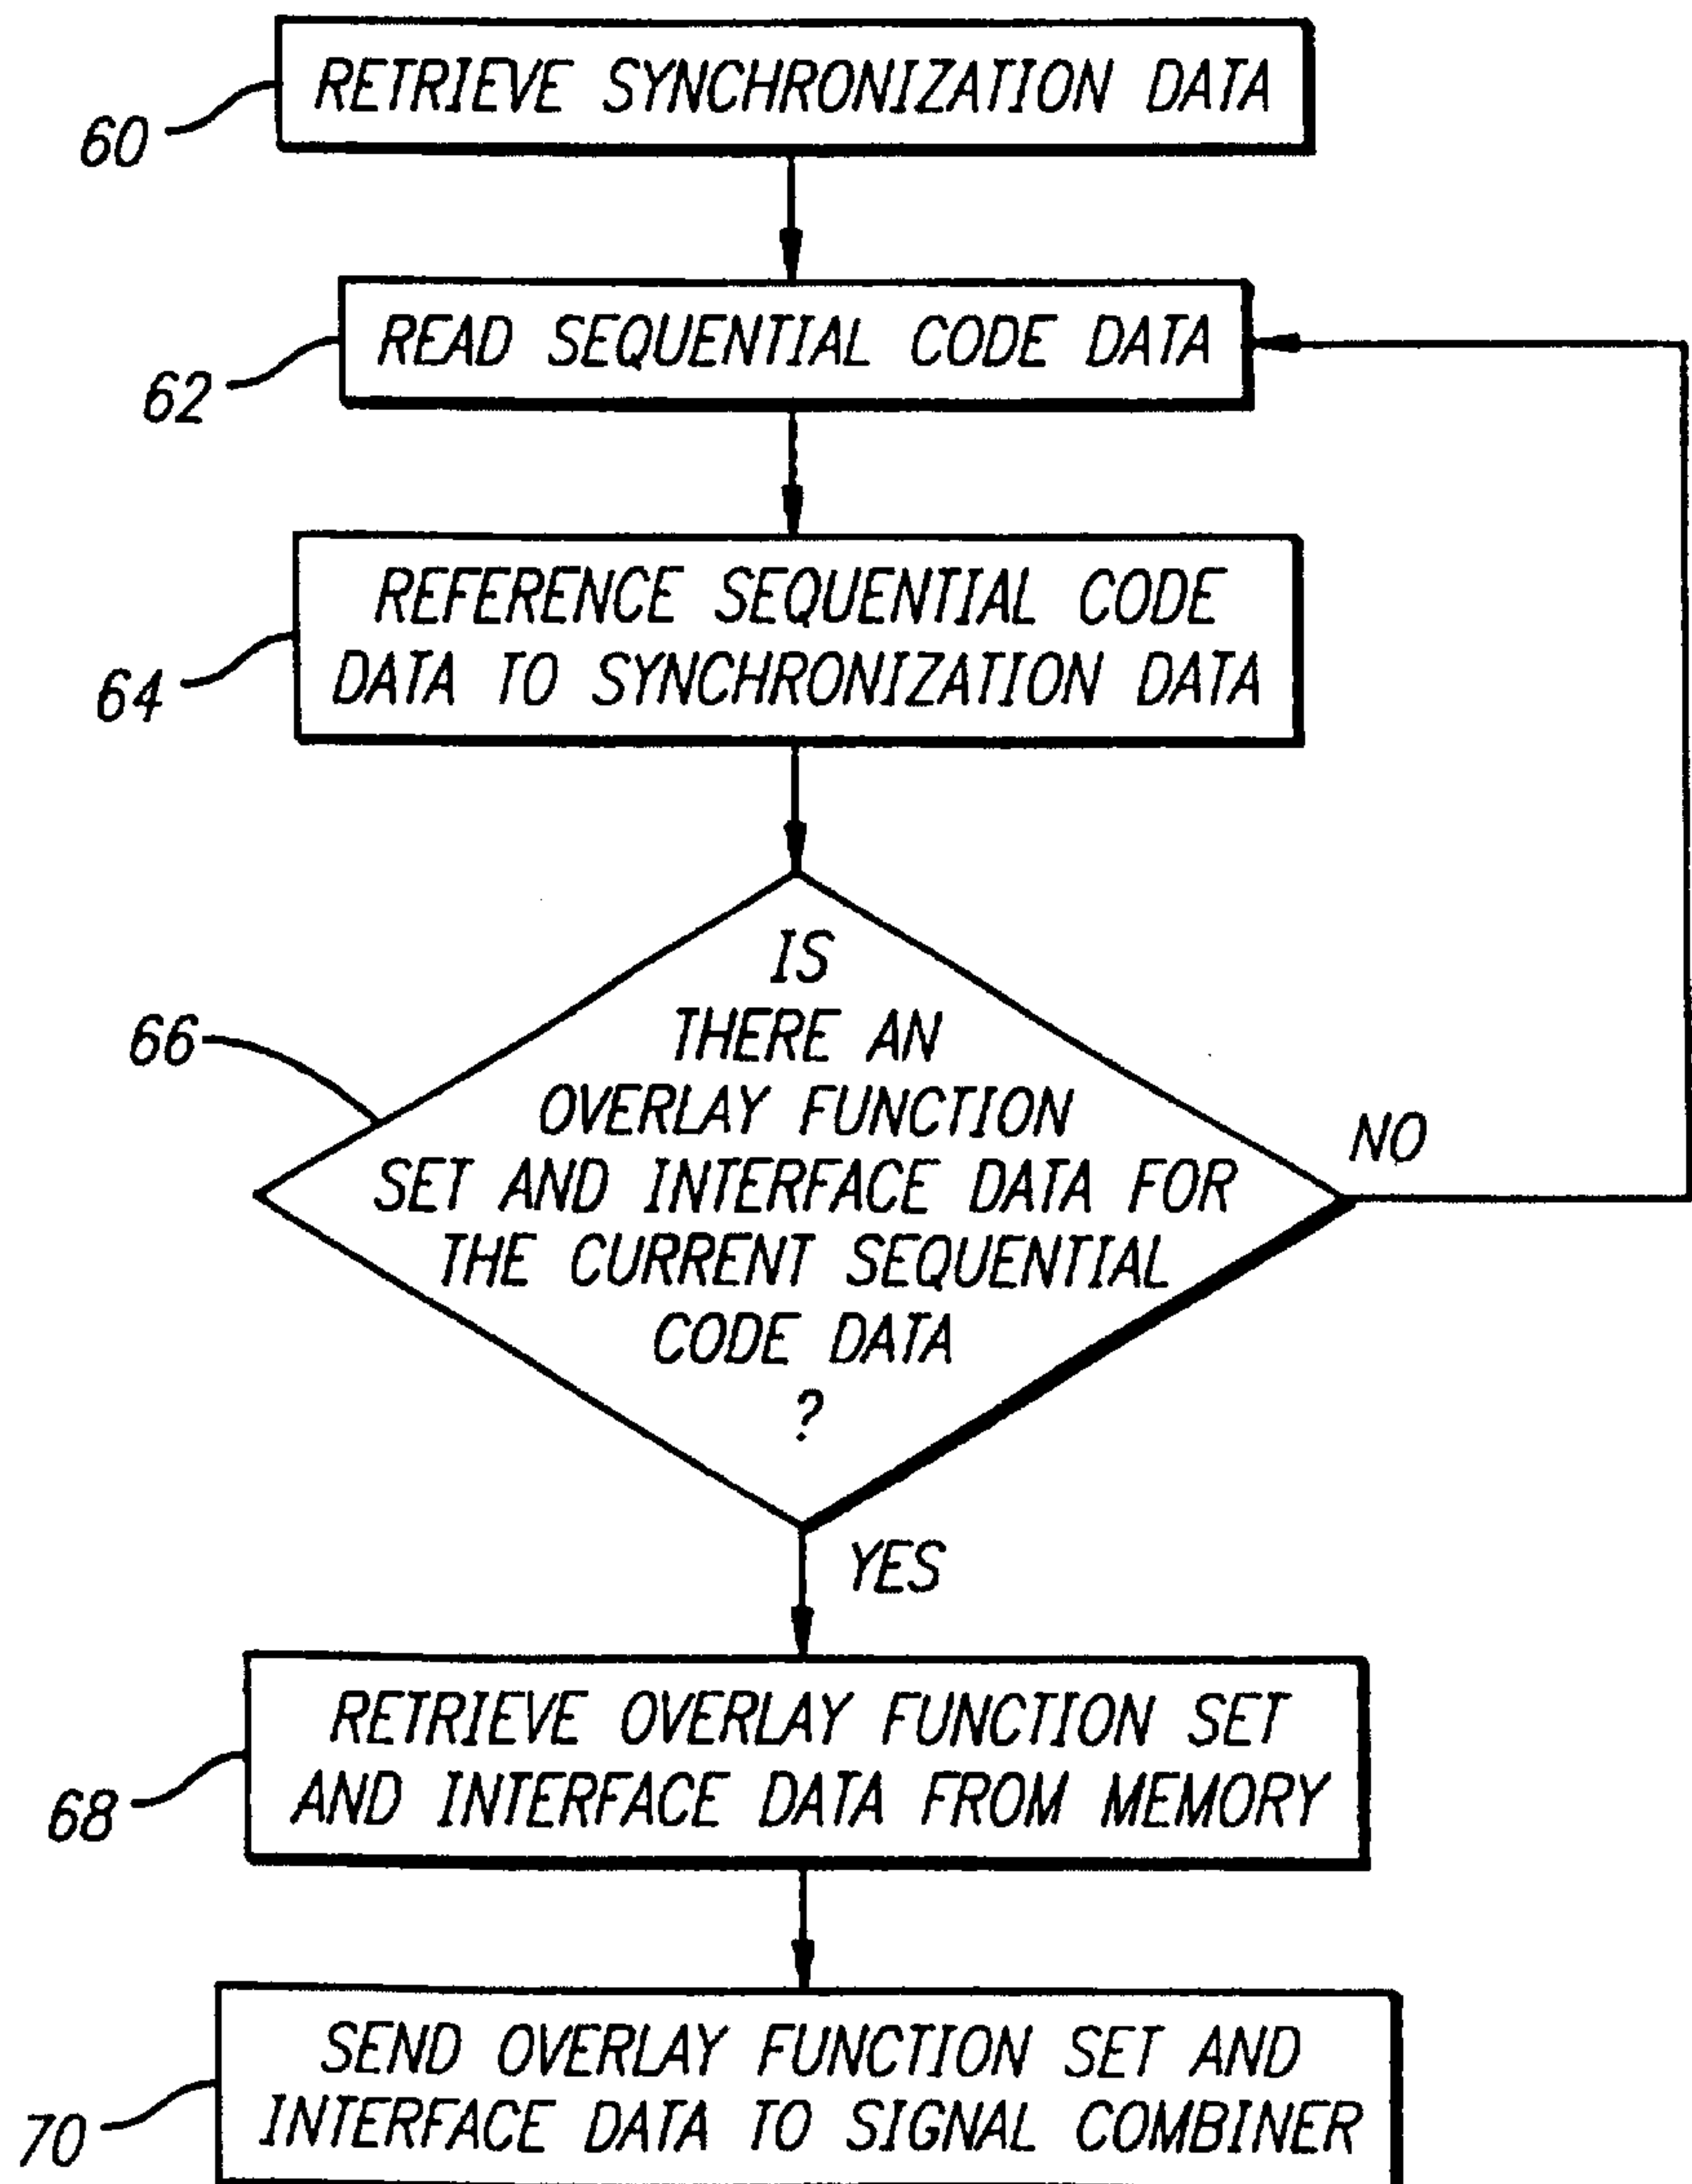 RETRIEVE SYNCHRONIZATION DATA
60
READ SEQUENTIAL CODE DATA
62
REFERENCE SEQUENTIAL CODE
DATA TO SYNCHRONIZATION DATA
64
IS
THERE AN
OVERLAY FUNCTION
SET AND INTERFACE DATA FOR
THE CURRENT SEQUENTIAL
CODE DATA
?
66
NO
YES
RETRIEVE OVERLAY FUNCTION SET
AND INTERFACE DATA FROM MEMORY
68
SEND OVERLAY FUNCTION SET AND
INTERFACE DATA TO SIGNAL COMBINER
70